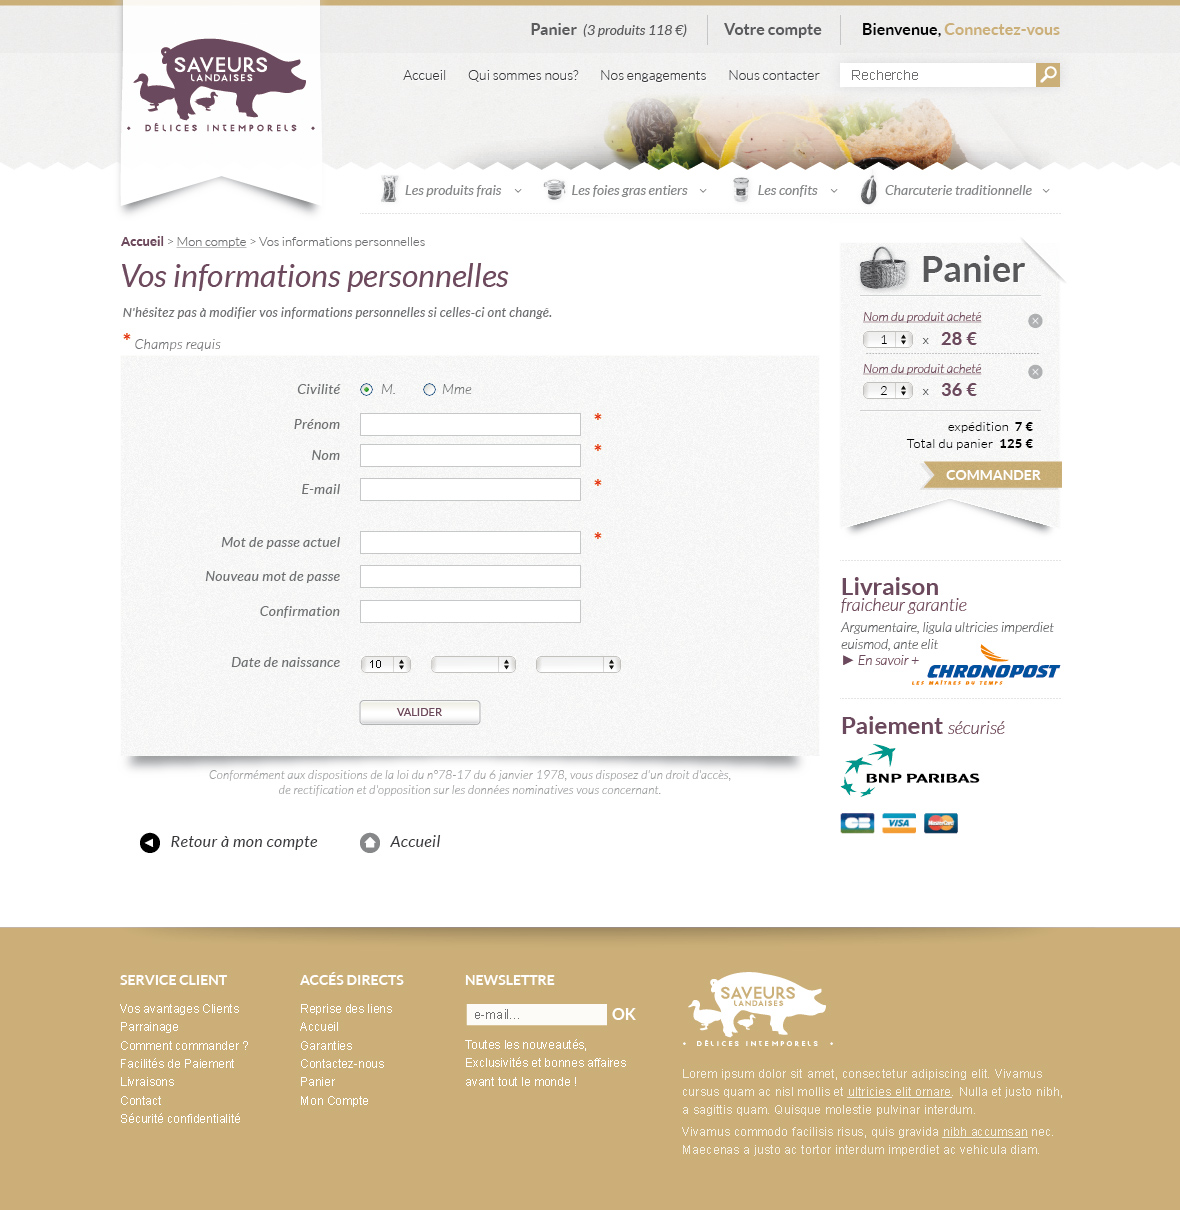 Panier (3 produits 118 €)
Votre compte
Bienvenue, Connectez-vous
SAVEURS
LANDAISES
DÉLICES INTEMPORELS
Accueil
Qui sommes nous?
Nos engagements
Nous contacter
Recherche
Les produits frais
Les foies gras entiers
Les confits
Charcuterie traditionnelle
Accueil > Mon compte > Vos informations personnelles
Vos informations personnelles
N'hésitez pas à modifier vos informations personnelles si celles-ci ont changé.
* Champs requis
Civilité M. Mme
Prénom *
Nom *
E-mail *
Mot de passe actuel *
Nouveau mot de passe
Confirmation
Date de naissance 10
VALIDER
Conformément aux dispositions de la loi du n°78-17 du 6 janvier 1978, vous disposez d'un droit d'accès,
de rectification et d'opposition sur les données nominatives vous concernant.
Retour à mon compte
Accueil
Panier
Nom du produit acheté
1 x 28 €
Nom du produit acheté
2 x 36 €
expédition 7 €
Total du panier 125 €
COMMANDER
Livraison
fraicheur garantie
Argumentaire, ligula ultricies imperdiet
euismod, ante elit
► En savoir +
CHRONOPOST
LES MAÎTRES DU TEMPS
Paiement sécurisé
BNP PARIBAS
CB
VISA
MasterCard
SERVICE CLIENT
Vos avantages Clients
Parrainage
Comment commander ?
Facilités de Paiement
Livraisons
Contact
Sécurité confidentialité
ACCÉS DIRECTS
Reprise des liens
Accueil
Garanties
Contactez-nous
Panier
Mon Compte
NEWSLETTRE
e-mail... OK
Toutes les nouveautés,
Exclusivités et bonnes affaires
avant tout le monde !
SAVEURS
LANDAISES
DÉLICES INTEMPORELS
Lorem ipsum dolor sit amet, consectetur adipiscing elit. Vivamus
cursus quam ac nisl mollis et ultricies elit ornare. Nulla et justo nibh,
a sagittis quam. Quisque molestie pulvinar interdum.
Vivamus commodo facilisis risus, quis gravida nibh accumsan nec.
Maecenas a justo ac tortor interdum imperdiet ac vehicula diam.